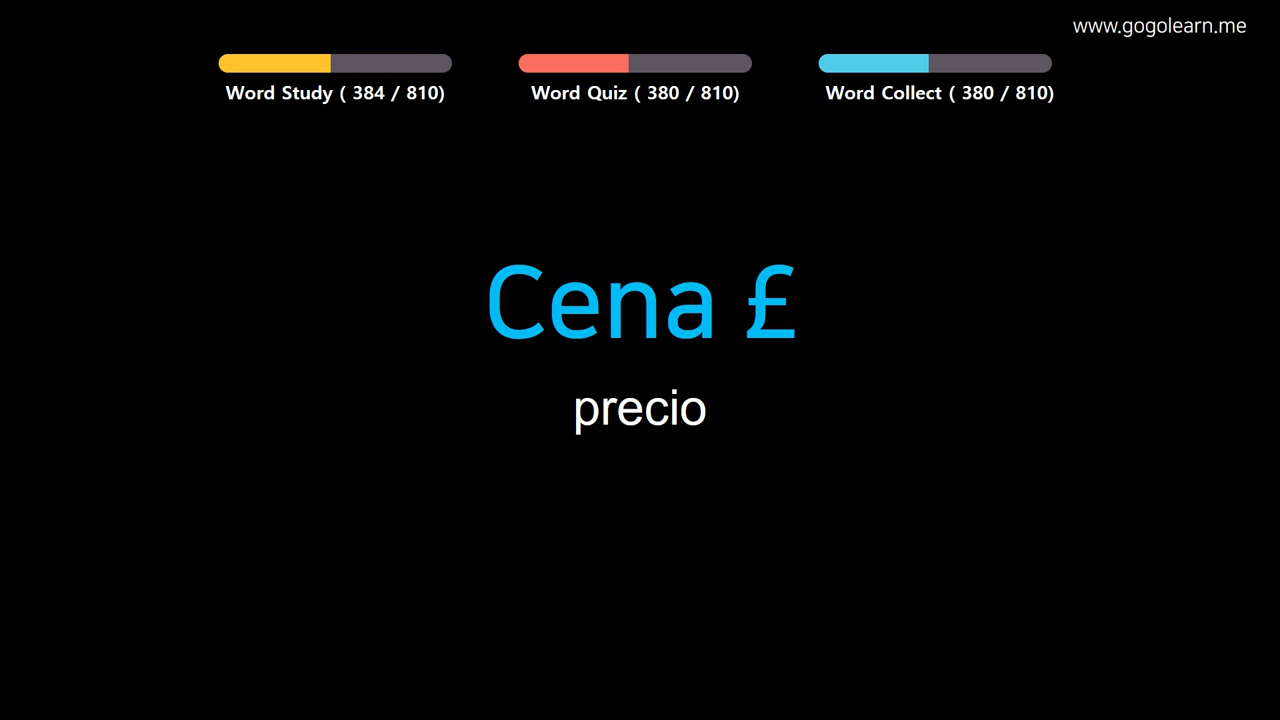 www.gogolearn.me
Word Study ( 384 / 810)
Word Quiz ( 380 / 810)
Word Collect ( 380 / 810)
Cena £
precio